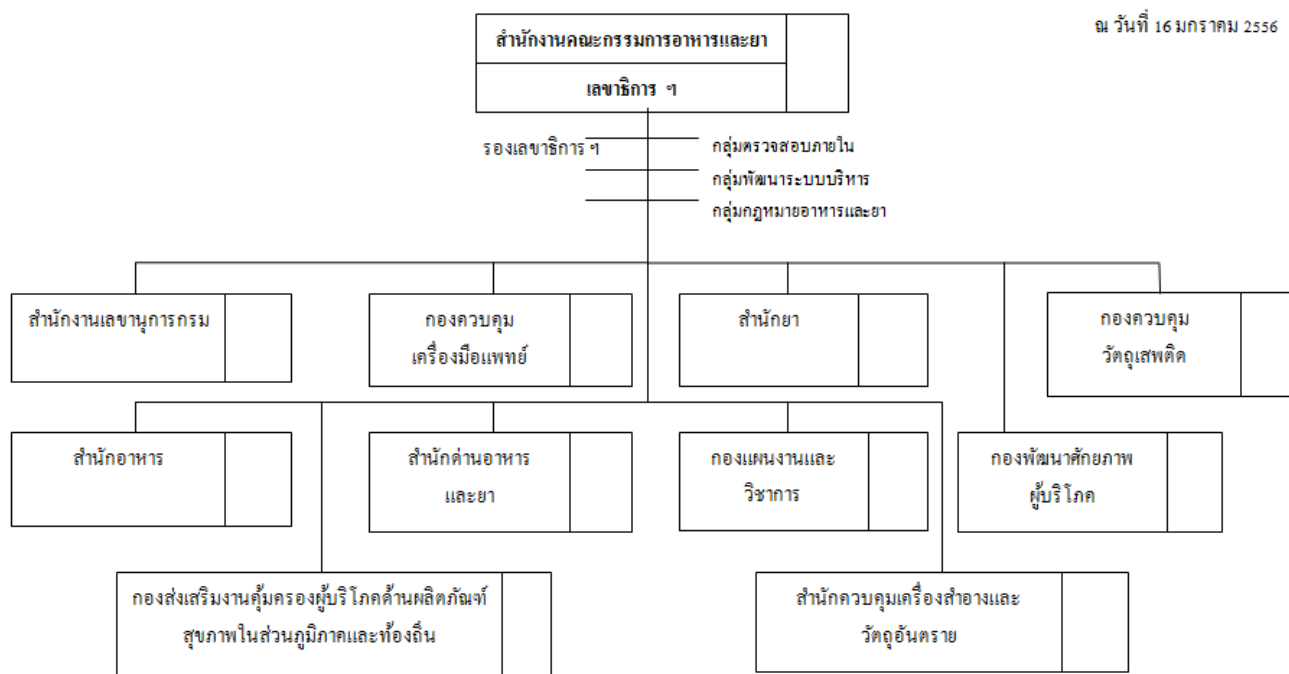 ณ วันที่ 16 มกราคม 2556
สำนักงานคณะกรรมการอาหารและยา
เลขาธิการ ฯ
รองเลขาธิการ ฯ
กลุ่มตรวจสอบภายใน
กลุ่มพัฒนาระบบบริหาร
กลุ่มกฎหมายอาหารและยา
สำนักงานเลขานุการกรม
กองควบคุม
เครื่องมือแพทย์
สำนักยา
กองควบคุม
วัตถุเสพติด
สำนักอาหาร
สำนักด่านอาหาร
และยา
กองแผนงานและ
วิชาการ
กองพัฒนาศักยภาพ
ผู้บริโภค
กองส่งเสริมงานคุ้มครองผู้บริโภคด้านผลิตภัณฑ์
สุขภาพในส่วนภูมิภาคและท้องถิ่น
สำนักควบคุมเครื่องสำอางและ
วัตถุอันตราย